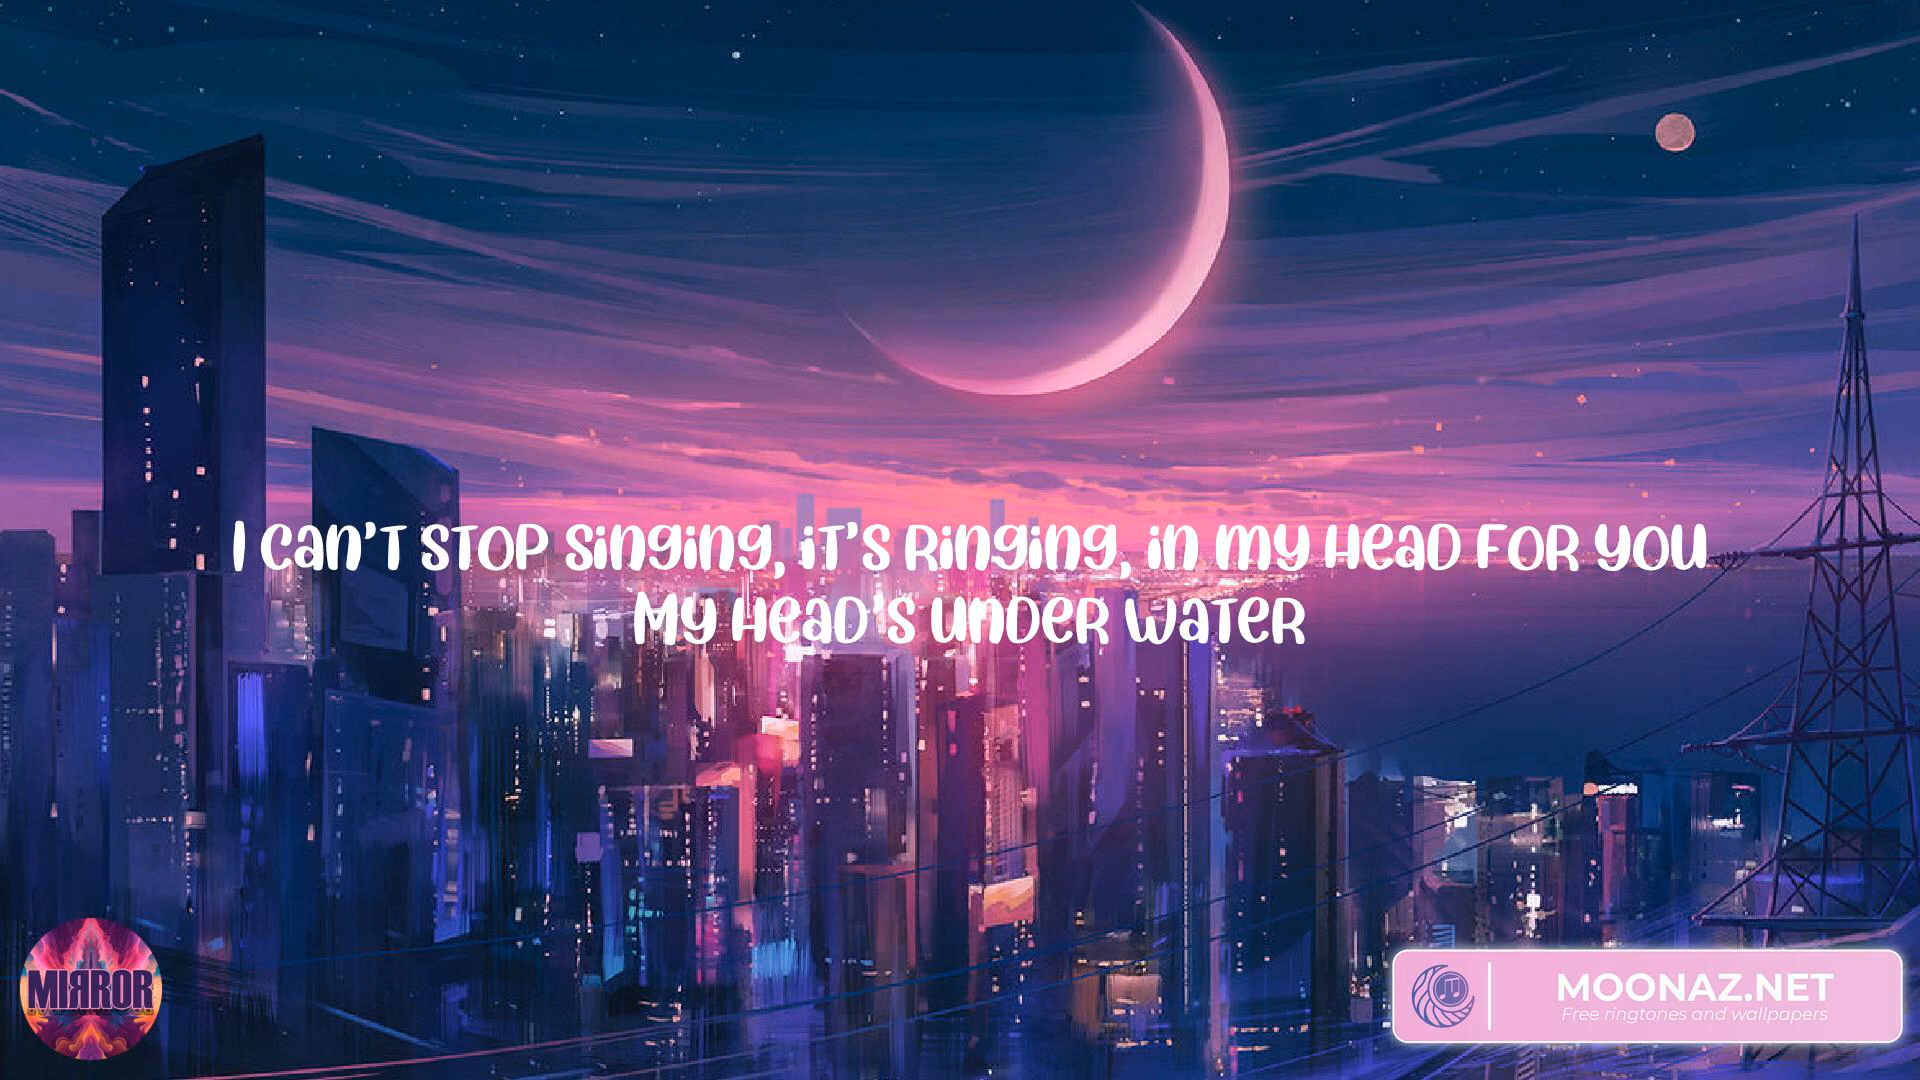 I can't stop singing, it's ringing, in my head for you
My head's under water
MIRROR
MOONAZ.NET
Free ringtones and wallpapers